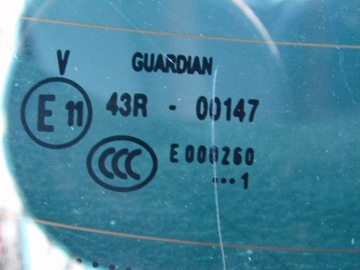 V GUARDIAN
E 11 43R - 00147
CCC E000260
•••1